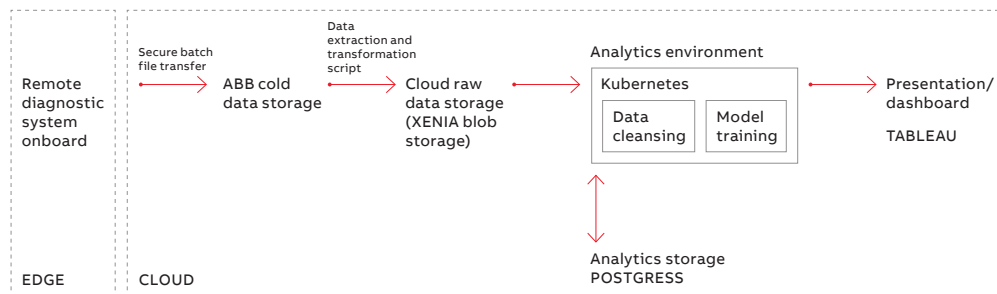 Remote
diagnostic
system
onboard
EDGE
Secure batch
file transfer
ABB cold
data storage
Data
extraction and
transformation
script
Cloud raw
data storage
(XENIA blob
storage)
Analytics environment
Kubernetes
Data
cleansing
Model
training
Analytics storage
POSTGRESS
Presentation/
dashboard
TABLEAU
CLOUD